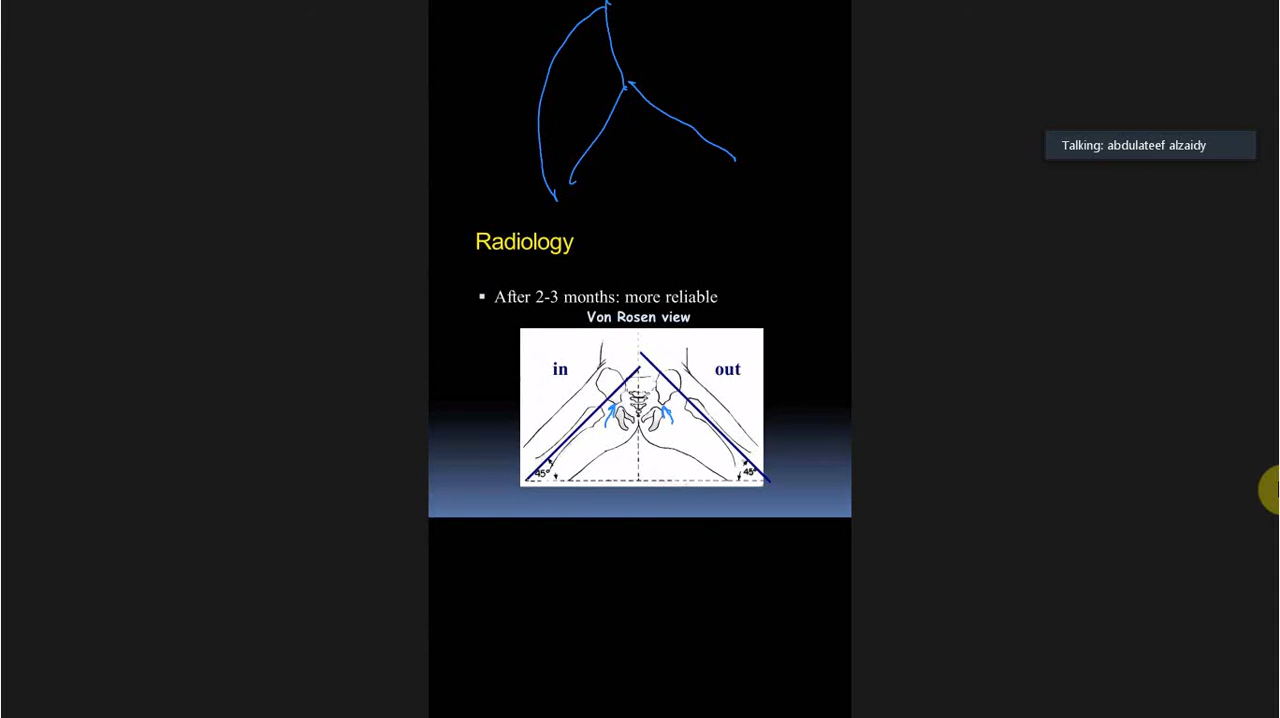 Talking: abdulateef alzaidy
Radiology
▪ After 2-3 months: more reliable
Von Rosen view
in
out
45°
45°